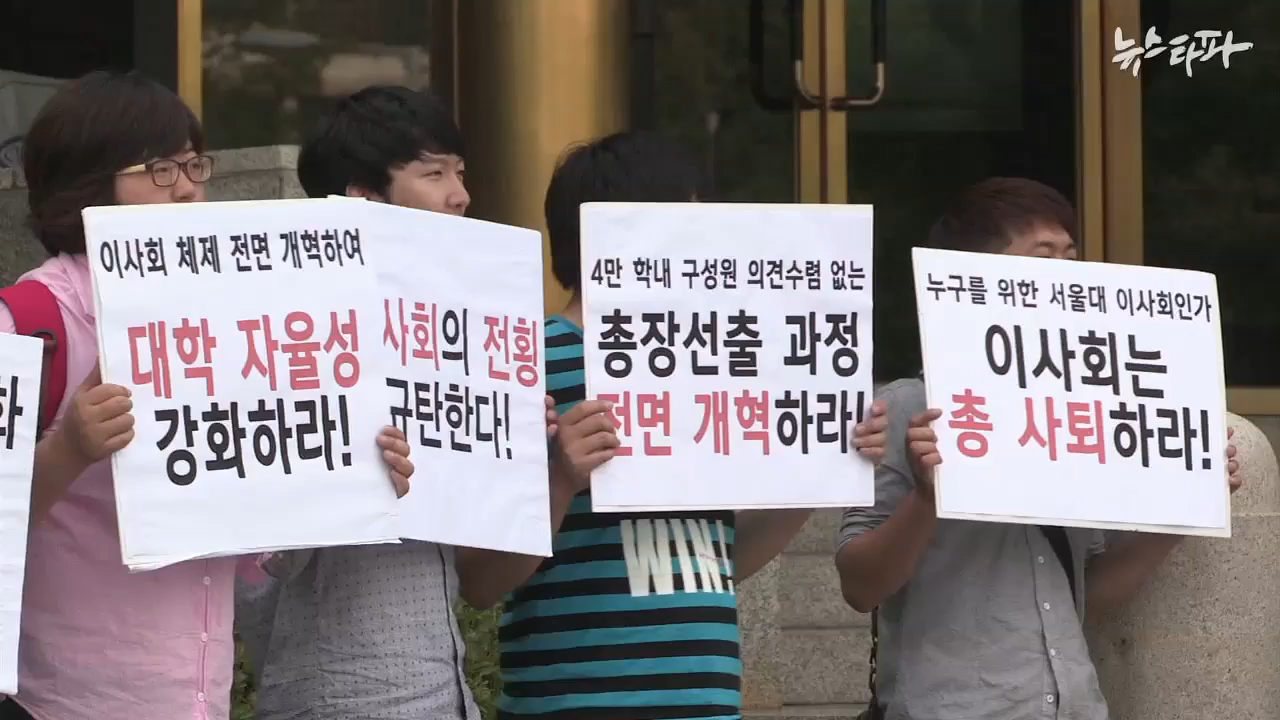 뉴스타파
화
이사회 체제 전면 개혁하여
대학 자율성
강화하라!
사회의 전횡
규탄한다!
4만 학내 구성원 의견수렴 없는
총장선출 과정
전면 개혁하라!
WIN!
누구를 위한 서울대 이사회인가
이사회는
총 사퇴하라!